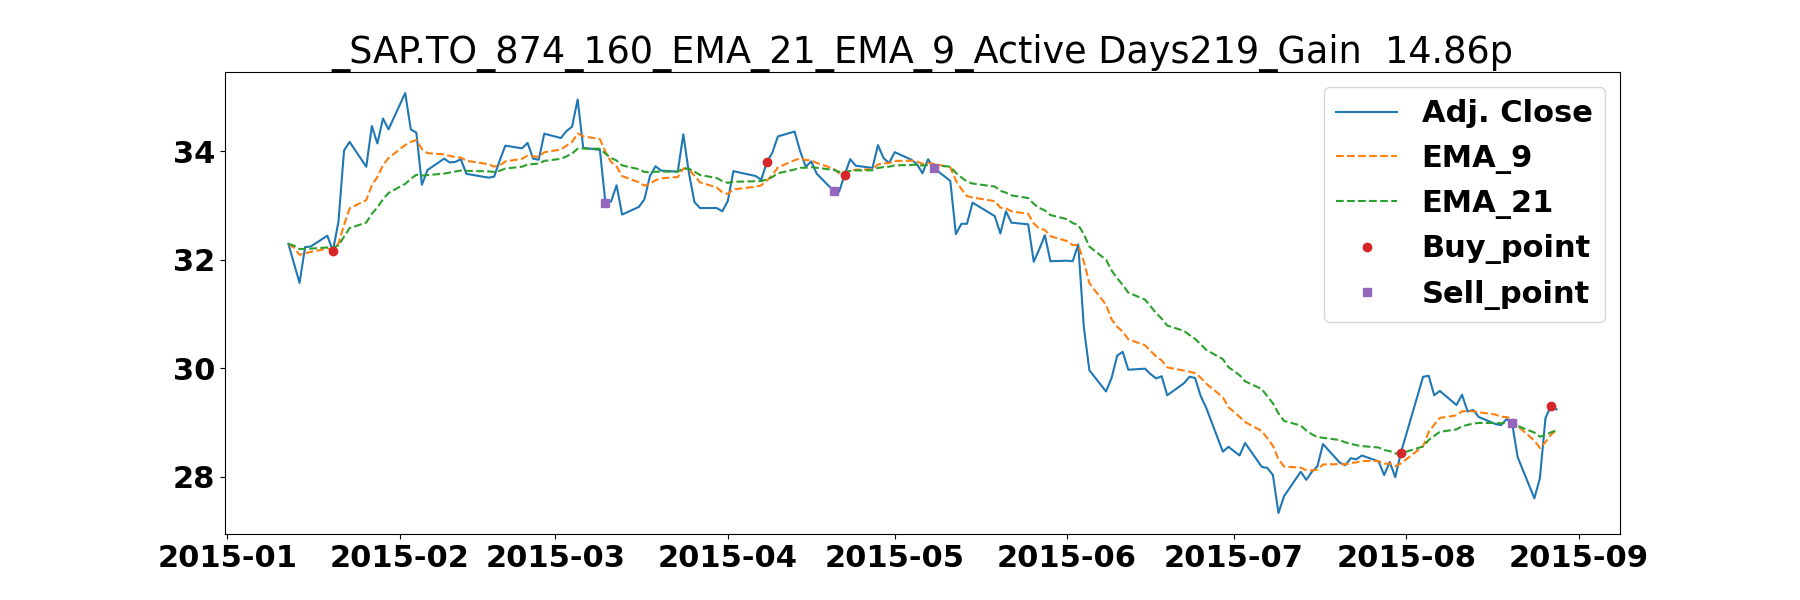 _SAP.TO_874_160_EMA_21_EMA_9_Active Days219_Gain  14.86p
Adj. Close
EMA_9
EMA_21
Buy_point
Sell_point
34
32
30
28
2015-01 2015-02 2015-03 2015-04 2015-05 2015-06 2015-07 2015-08 2015-09